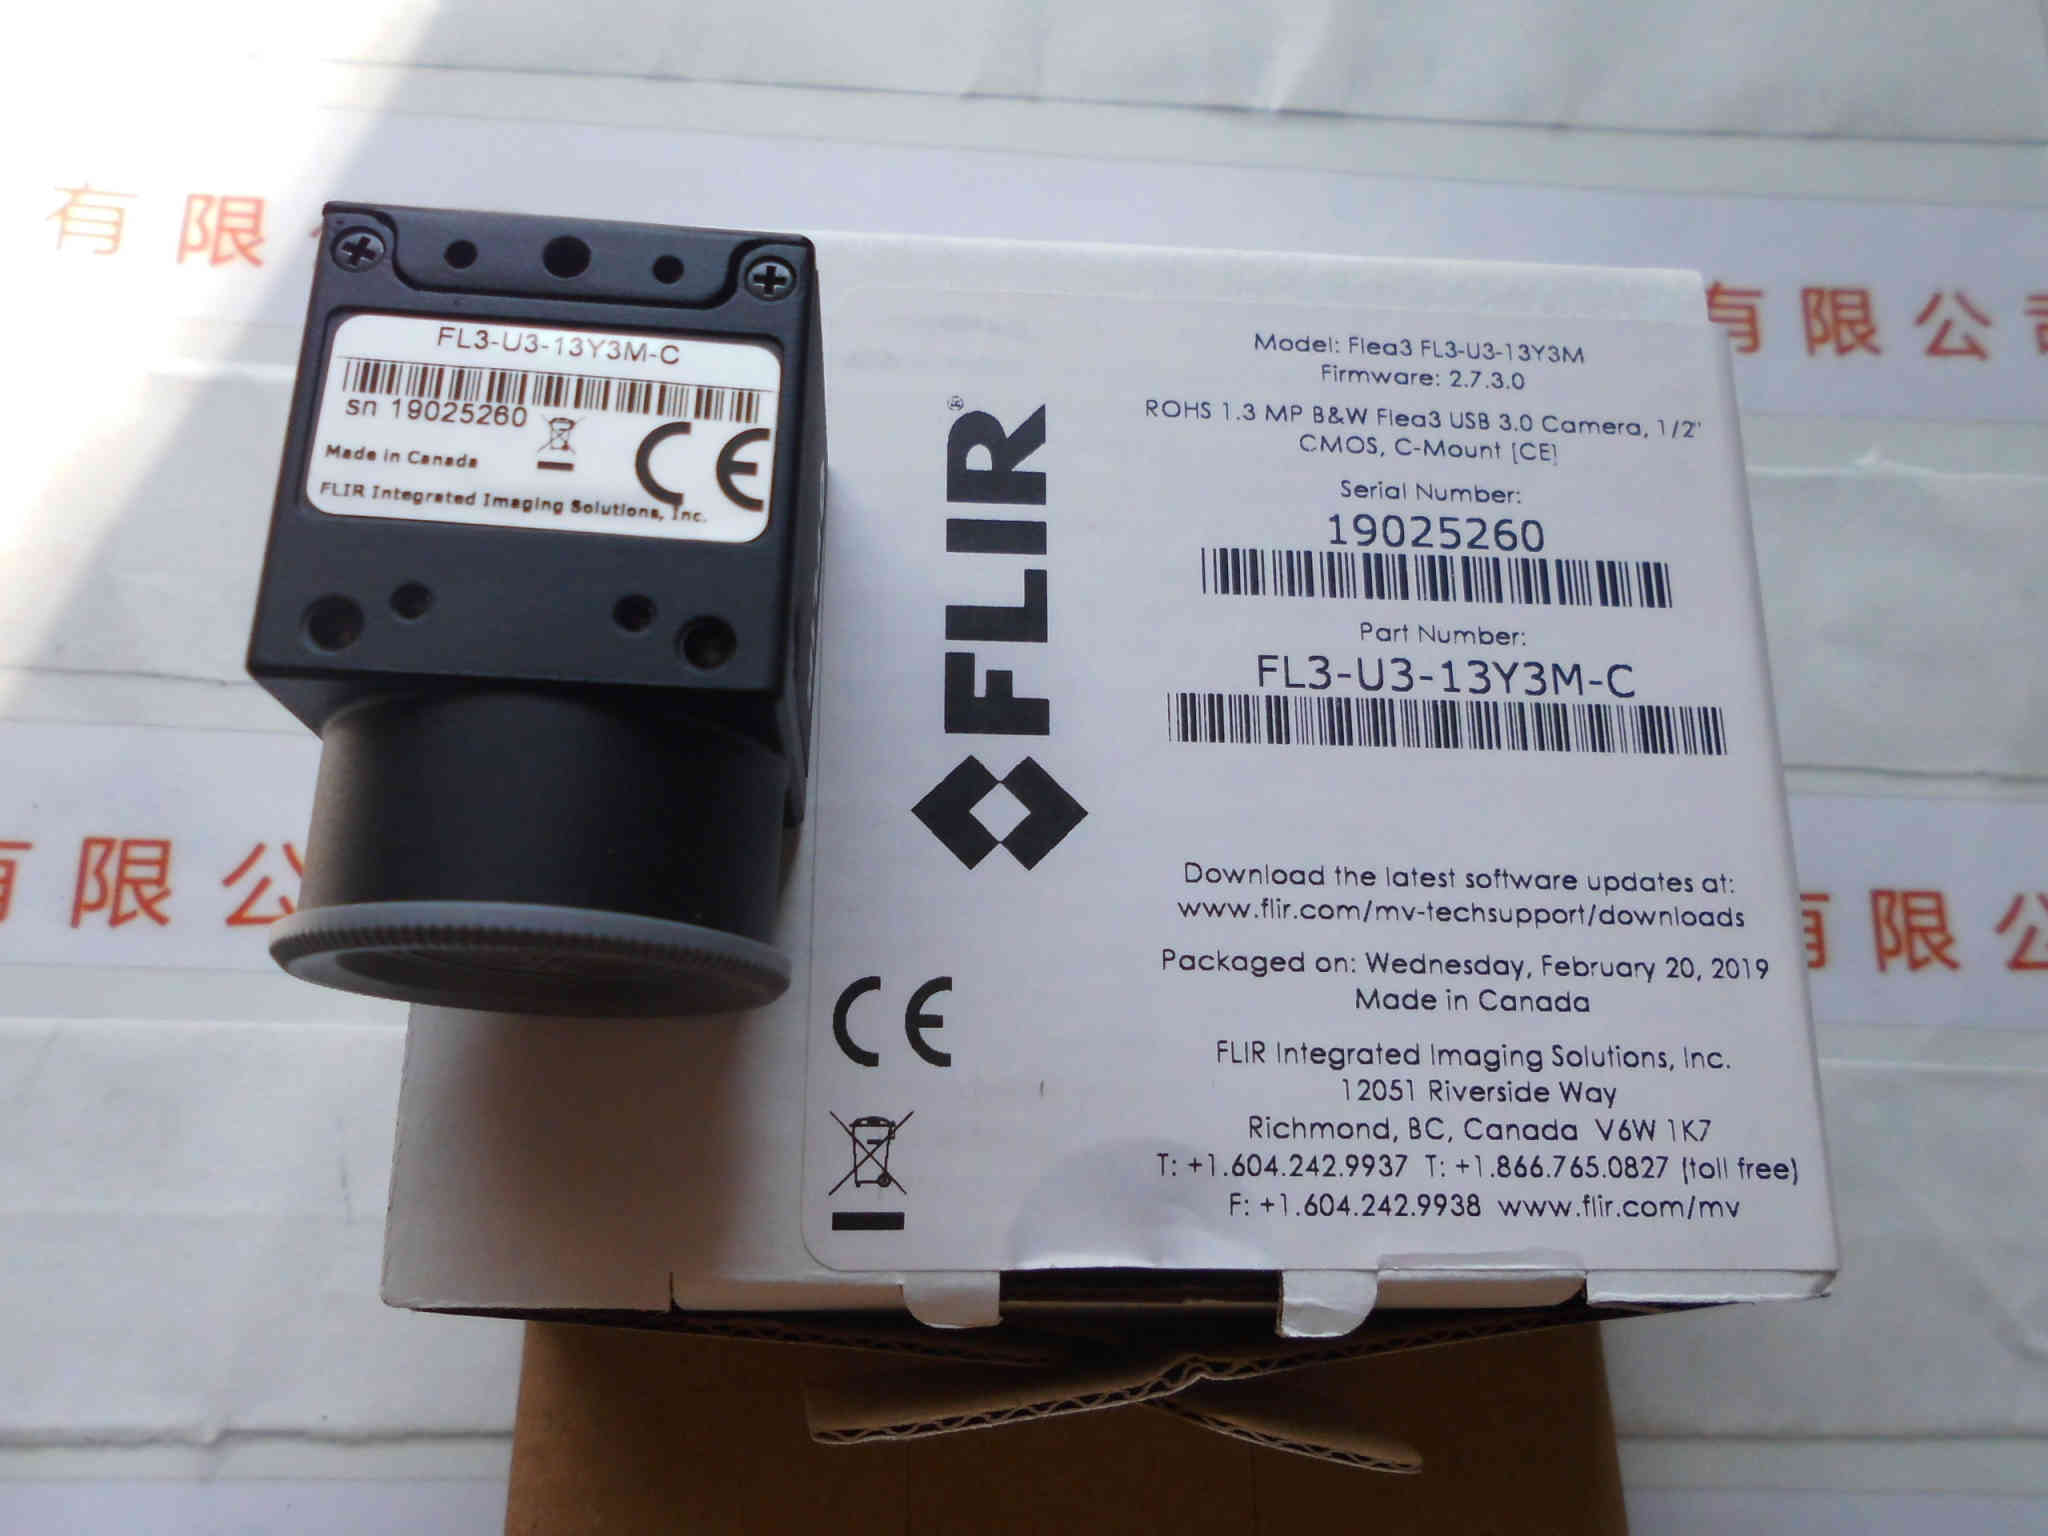 有限
有限公司
FL3-U3-13Y3M-C
sn 19025260
Made in Canada
CE
FLIR Integrated Imaging Solutions, Inc.
FLIR®
Model: Flea3 FL3-U3-13Y3M
Firmware: 2.7.3.0
ROHS 1.3 MP B&W Flea3 USB 3.0 Camera, 1/2"
CMOS, C-Mount [CE]
Serial Number:
19025260
Part Number:
FL3-U3-13Y3M-C
Download the latest software updates at:
www.flir.com/mv-techsupport/downloads
Packaged on: Wednesday, February 20, 2019
Made in Canada
FLIR Integrated Imaging Solutions, Inc.
12051 Riverside Way
Richmond, BC, Canada V6W 1K7
T: +1.604.242.9937 T: +1.866.765.0827 (toll free)
F: +1.604.242.9938 www.flir.com/mv
CE
有限公
有限公